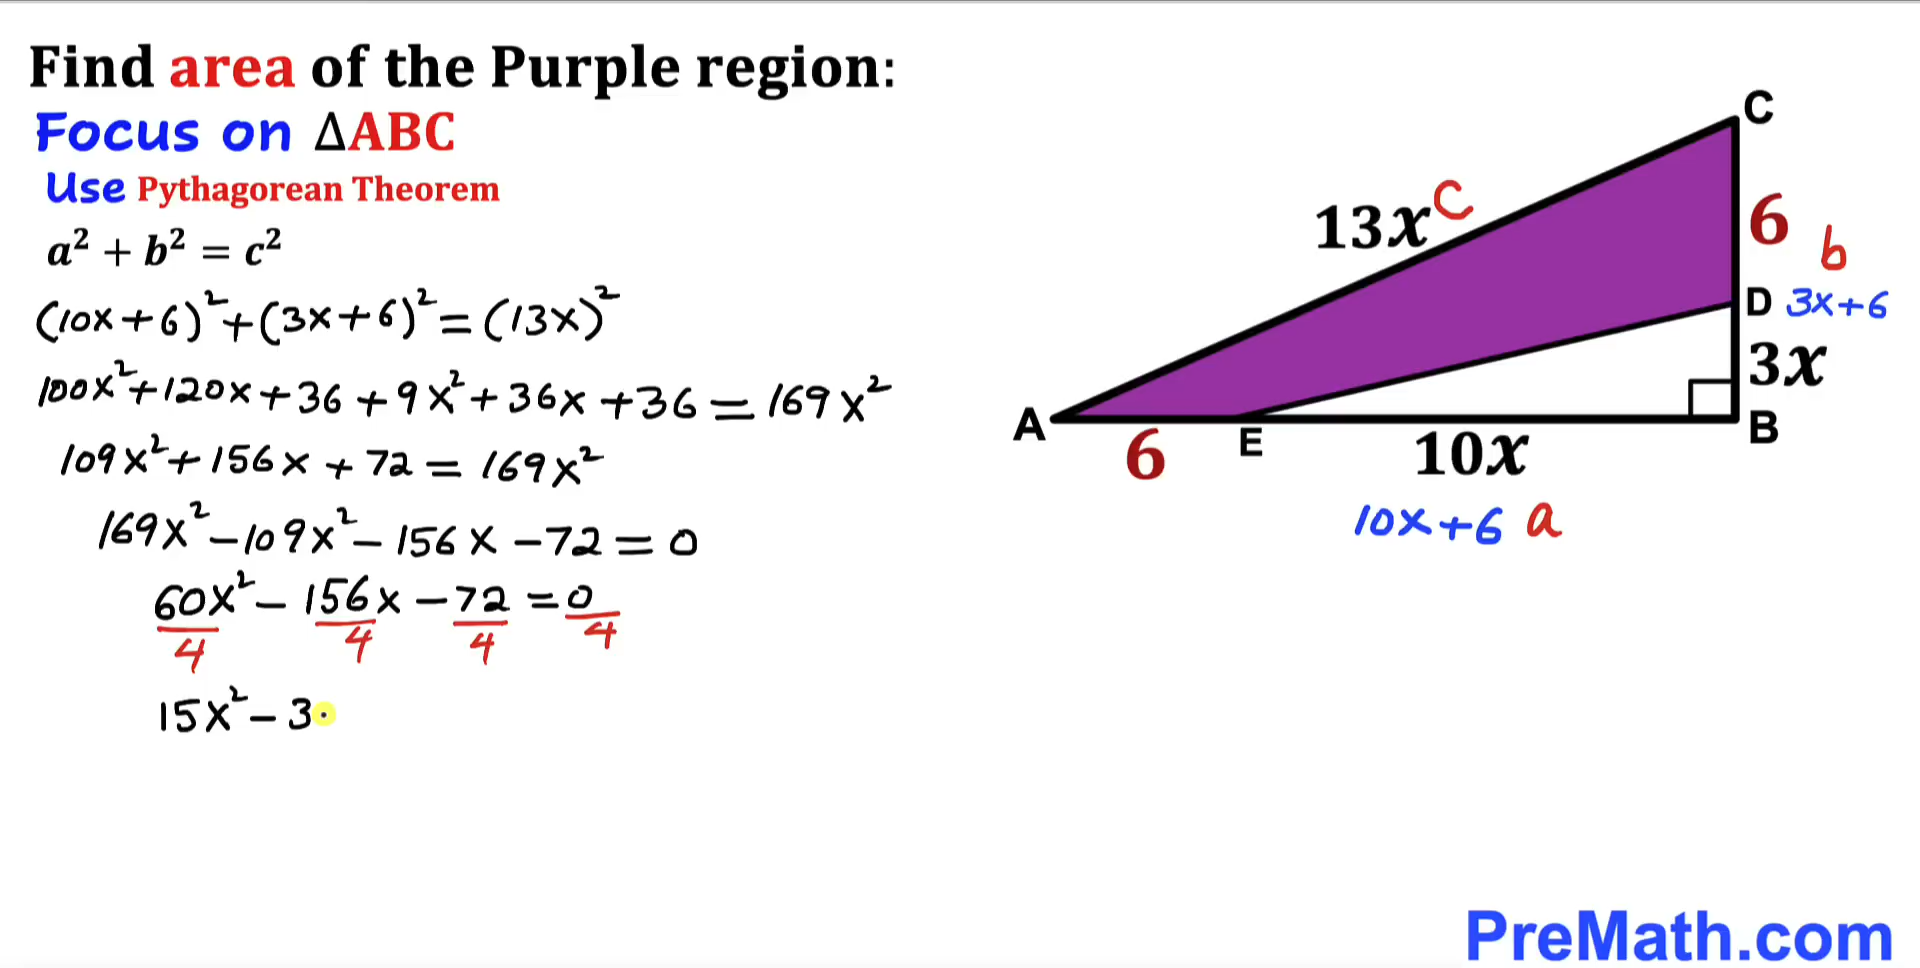 Find area of the Purple region:
Focus on ΔABC
Use Pythagorean Theorem
a² + b² = c²
(10x+6)²+(3x+6)²=(13x)²
100x²+120x+36+9x²+36x+36=169x²
109x²+156x+72=169x²
169x²-109x²-156x-72=0
60x²-156x-72=0
4 4 4 4
15x²-3
C
13x C
6
b
D 3x+6
3x
A
6
E
10x
B
10x+6 a
PreMath.com